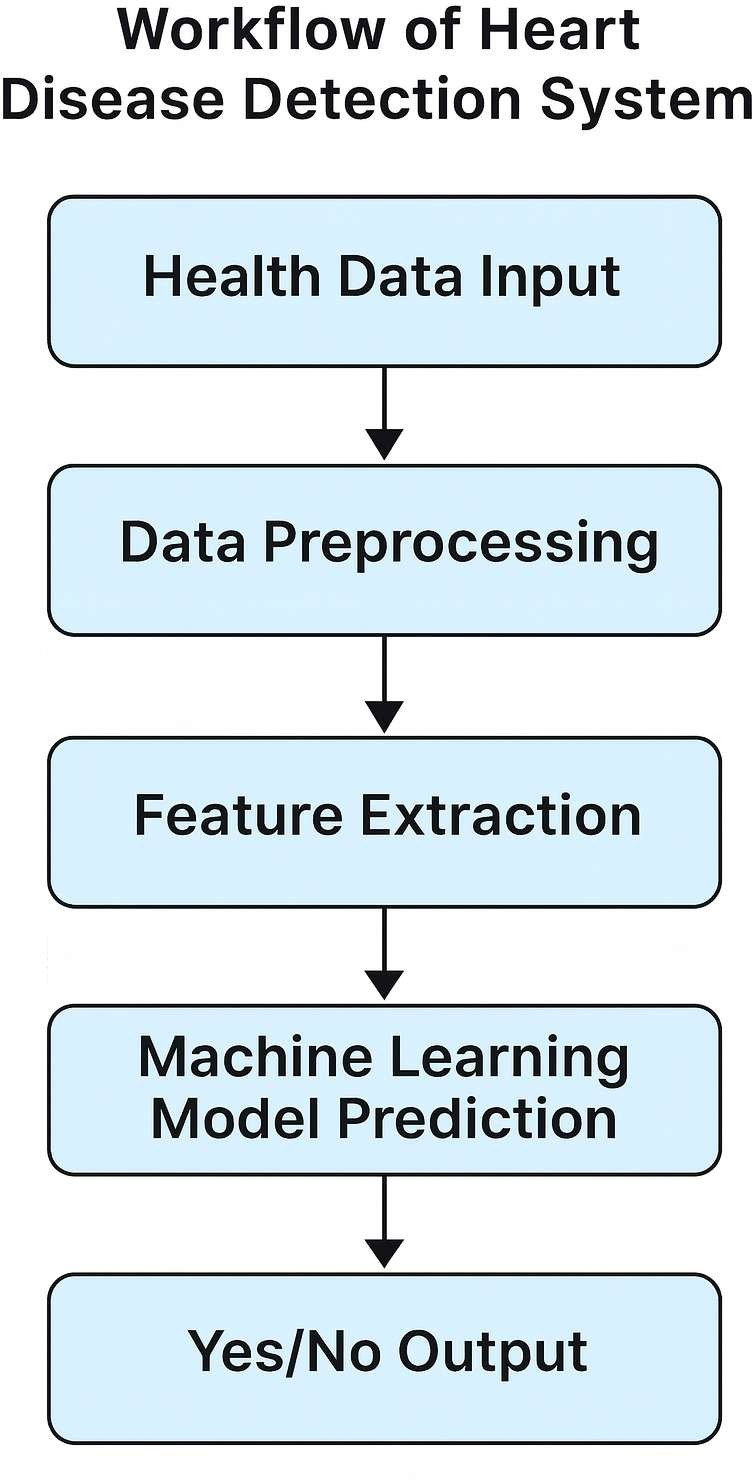 Workflow of Heart
Disease Detection System
Health Data Input
Data Preprocessing
Feature Extraction
Machine Learning
Model Prediction
Yes/No Output